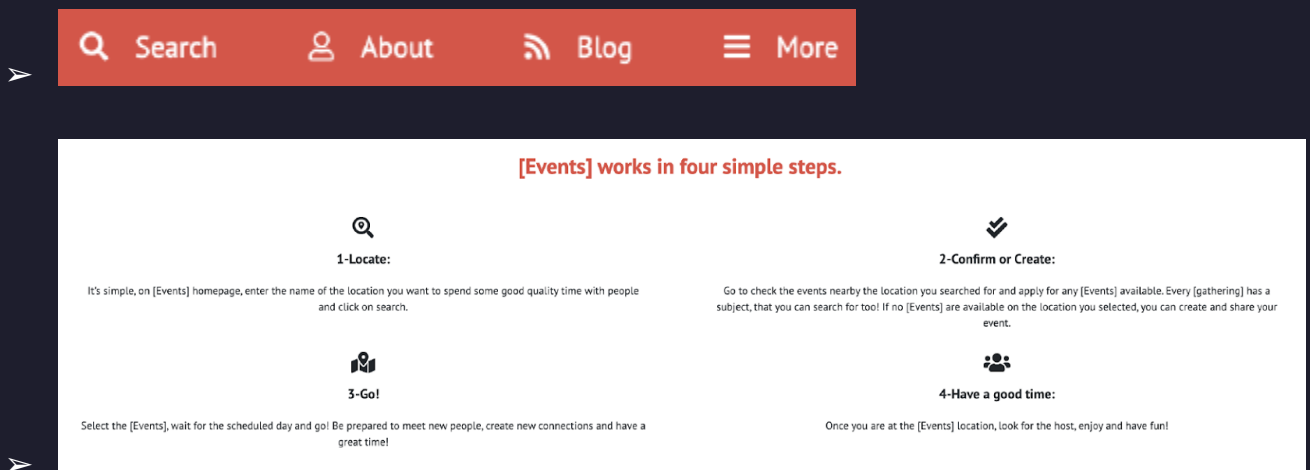 Search About Blog More
[Events] works in four simple steps.
1-Locate:
It's simple, on [Events] homepage, enter the name of the location you want to spend some good quality time with people
and click on search.
2-Confirm or Create:
Go to check the events nearby the location you searched for and apply for any [Events] available. Every [gathering] has a
subject, that you can search for too! If no [Events] are available on the location you selected, you can create and share your
event.
3-Go!
Select the [Events], wait for the scheduled day and go! Be prepared to meet new people, create new connections and have a
great time!
4-Have a good time:
Once you are at the [Events] location, look for the host, enjoy and have fun!